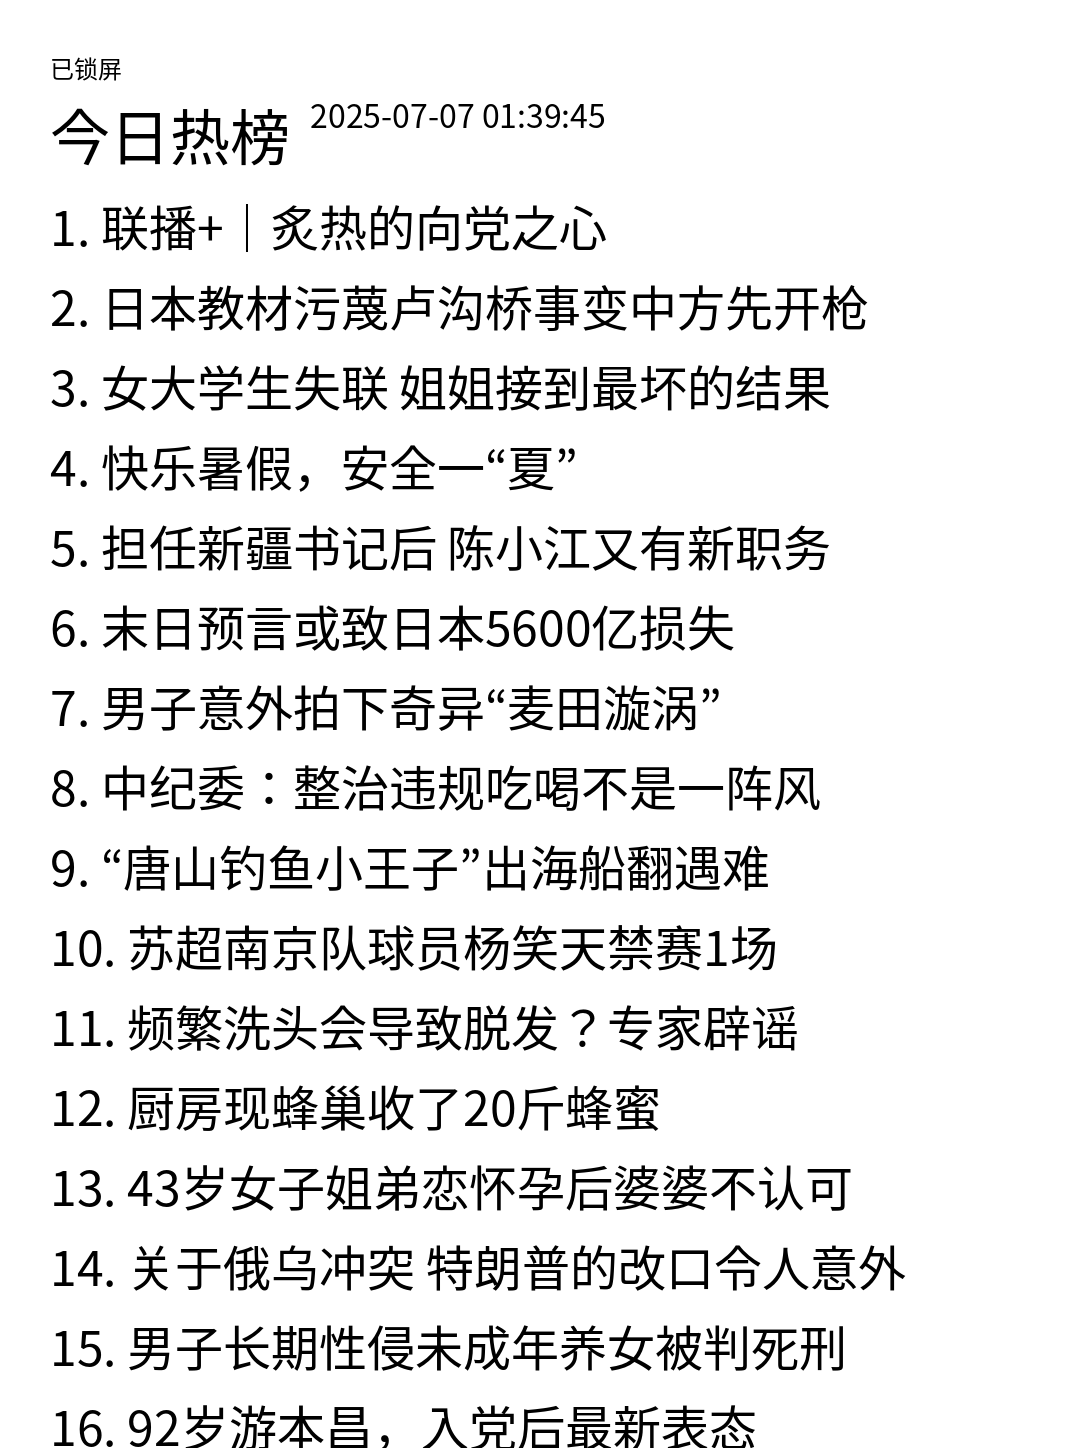 已锁屏
今日热榜 2025-07-07 01:39:45
1. 联播+｜炙热的向党之心
2. 日本教材污蔑卢沟桥事变中方先开枪
3. 女大学生失联 姐姐接到最坏的结果
4. 快乐暑假，安全一“夏”
5. 担任新疆书记后 陈小江又有新职务
6. 末日预言或致日本5600亿损失
7. 男子意外拍下奇异“麦田漩涡”
8. 中纪委：整治违规吃喝不是一阵风
9. “唐山钓鱼小王子”出海船翻遇难
10. 苏超南京队球员杨笑天禁赛1场
11. 频繁洗头会导致脱发？专家辟谣
12. 厨房现蜂巢收了20斤蜂蜜
13. 43岁女子姐弟恋怀孕后婆婆不认可
14. 关于俄乌冲突 特朗普的改口令人意外
15. 男子长期性侵未成年养女被判死刑
16. 92岁游本昌，入党后最新表态